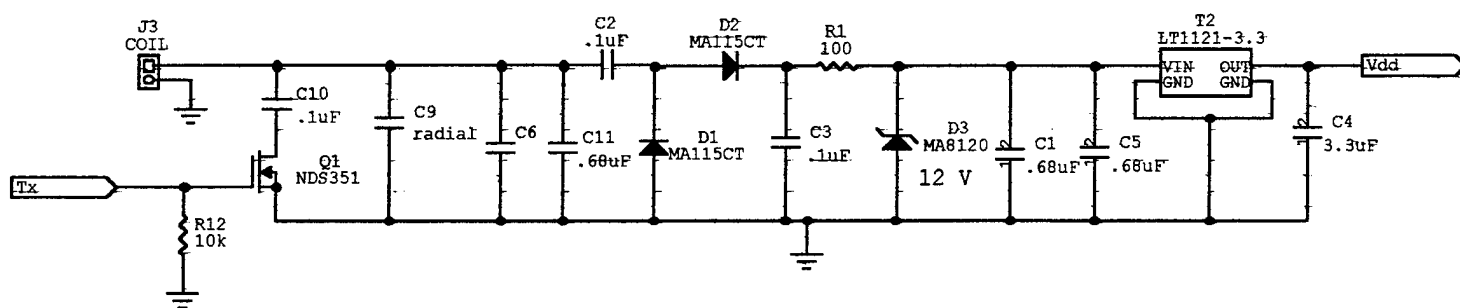 J3
COIL
C10
.1uF
Tx
R12
10k
Q1
NDS351
C9
radial
C6
C11
.68uF
C2
.1uF
D1
MA115CT
D2
MA115CT
C3
.1uF
R1
100
D3
MA8120
12 V
C1
.68uF
C5
.68uF
T2
LT1121-3.3
VIN OUT
GND GND
C4
3.3uF
Vdd